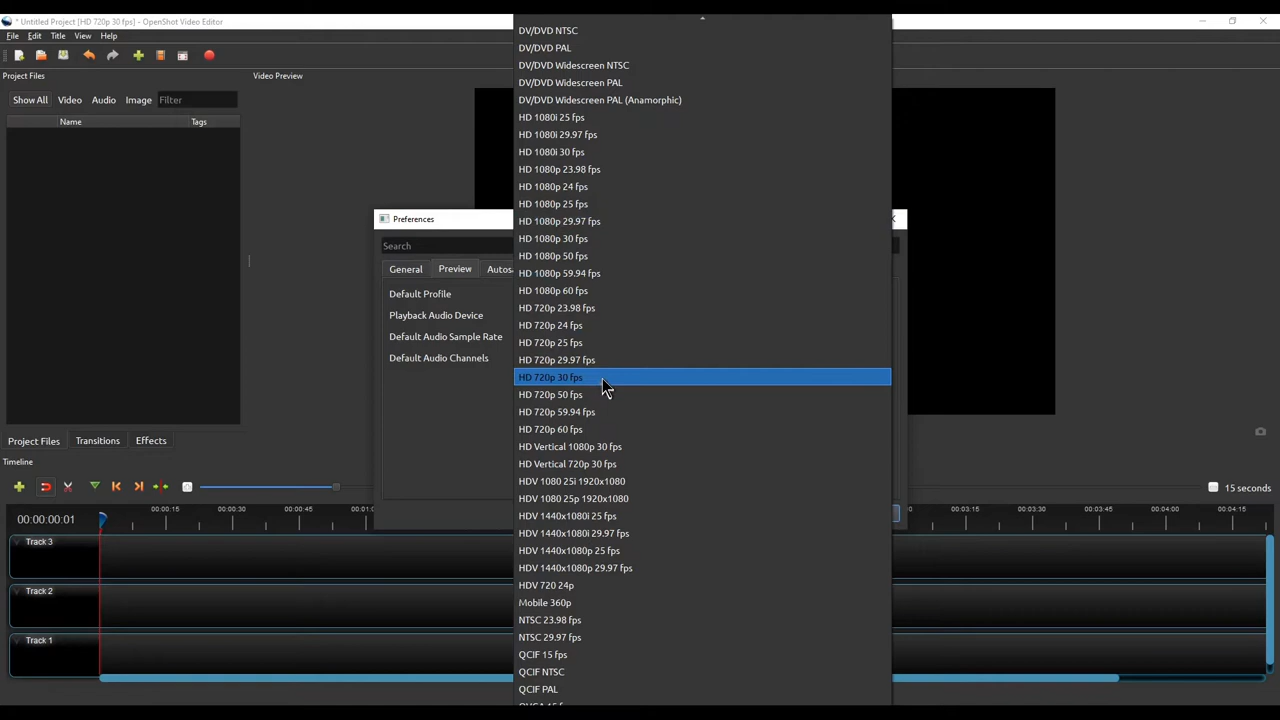 * Untitled Project [HD 720p 30 fps] - OpenShot Video Editor
File Edit Title View Help
Project Files
Video Preview
Show All Video Audio Image Filter
Name Tags
DV/DVD NTSC
DV/DVD PAL
DV/DVD Widescreen NTSC
DV/DVD Widescreen PAL
DV/DVD Widescreen PAL (Anamorphic)
HD 1080i 25 fps
HD 1080i 29.97 fps
HD 1080i 30 fps
HD 1080p 23.98 fps
HD 1080p 24 fps
HD 1080p 25 fps
HD 1080p 29.97 fps
HD 1080p 30 fps
HD 1080p 50 fps
HD 1080p 59.94 fps
HD 1080p 60 fps
HD 720p 23.98 fps
HD 720p 24 fps
HD 720p 25 fps
HD 720p 29.97 fps
HD 720p 30 fps
HD 720p 50 fps
HD 720p 59.94 fps
HD 720p 60 fps
HD Vertical 1080p 30 fps
HD Vertical 720p 30 fps
HDV 1080 25i 1920x1080
HDV 1080 25p 1920x1080
HDV 1440x1080i 25 fps
HDV 1440x1080i 29.97 fps
HDV 1440x1080p 25 fps
HDV 1440x1080p 29.97 fps
HDV 720 24p
Mobile 360p
NTSC 23.98 fps
NTSC 29.97 fps
QCIF 15 fps
QCIF NTSC
QCIF PAL
Preferences
Search
General Preview Autos
Default Profile
Playback Audio Device
Default Audio Sample Rate
Default Audio Channels
Project Files Transitions Effects
Timeline
15 seconds
00:00:00:01
00:00:15 00:00:30 00:00:45 00:01:0 0 00:03:15 00:03:30 00:03:45 00:04:00 00:04:15
Track 3
Track 2
Track 1